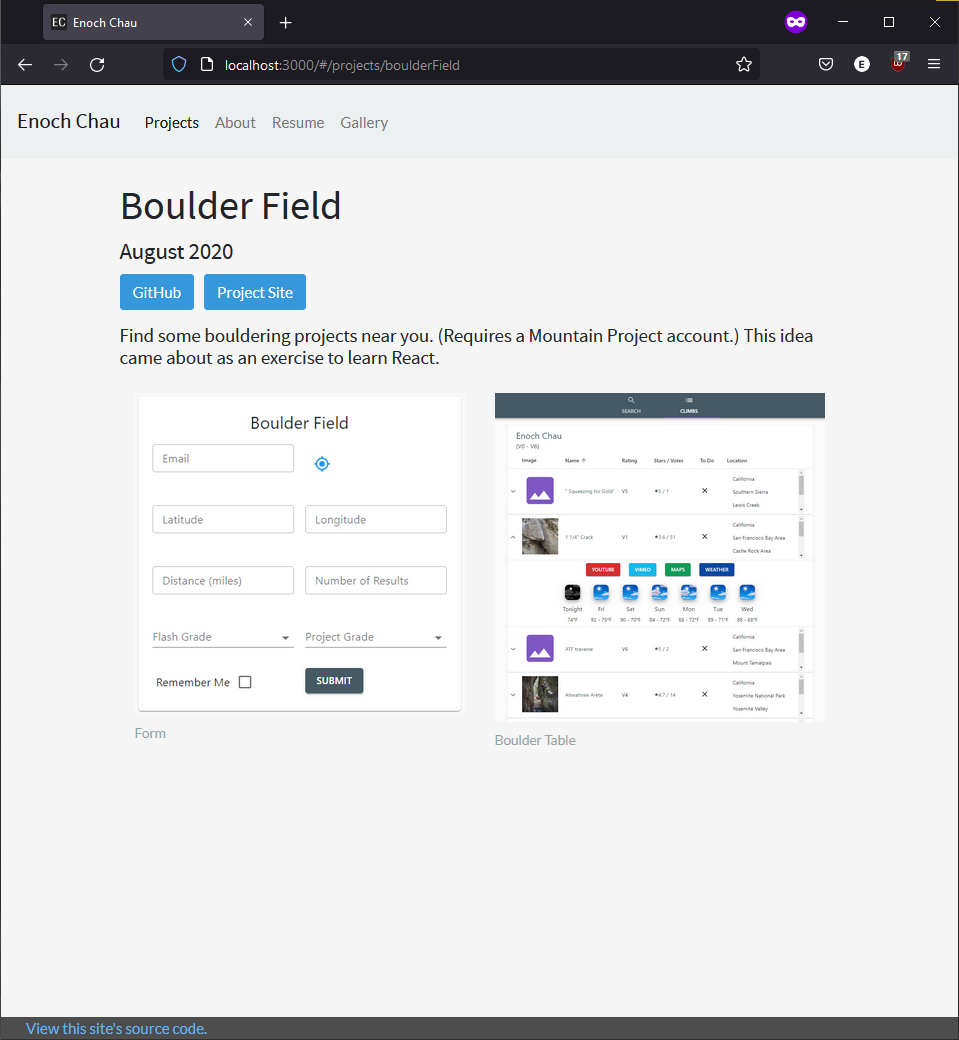 EC Enoch Chau
localhost:3000/#/projects/boulderField
E
17
Enoch Chau Projects About Resume Gallery
Boulder Field
August 2020
GitHub Project Site
Find some bouldering projects near you. (Requires a Mountain Project account.) This idea
came about as an exercise to learn React.
Boulder Field
Email
Latitude Longitude
Distance (miles) Number of Results
Flash Grade Project Grade
Remember Me SUBMIT
Form
SEARCH CLIMBS
Enoch Chau
(V0 - V6)
Image Name Rating Stars / Votes To Do Location
California
" Squeezing for Gold" V5 ★5 / 1 Southern Sierra
Lewis Creek
California
1 1/4" Crack V1 ★3.6 / 51 San Francisco Bay Area
Castle Rock Area
YOUTUBE VIMEO MAPS WEATHER
Tonight Fri Sat Sun Mon Tue Wed
74°F 92 - 75°F 90 - 70°F 84 - 72°F 86 - 72°F 89 - 71°F 88 - 68°F
California
ATF traverse V6 ★5 / 2 San Francisco Bay Area
Mount Tamalpais
California
Ahwahnee Arete V4 ★4.7 / 14 Yosemite National Park
Yosemite Valley
Boulder Table
View this site's source code.